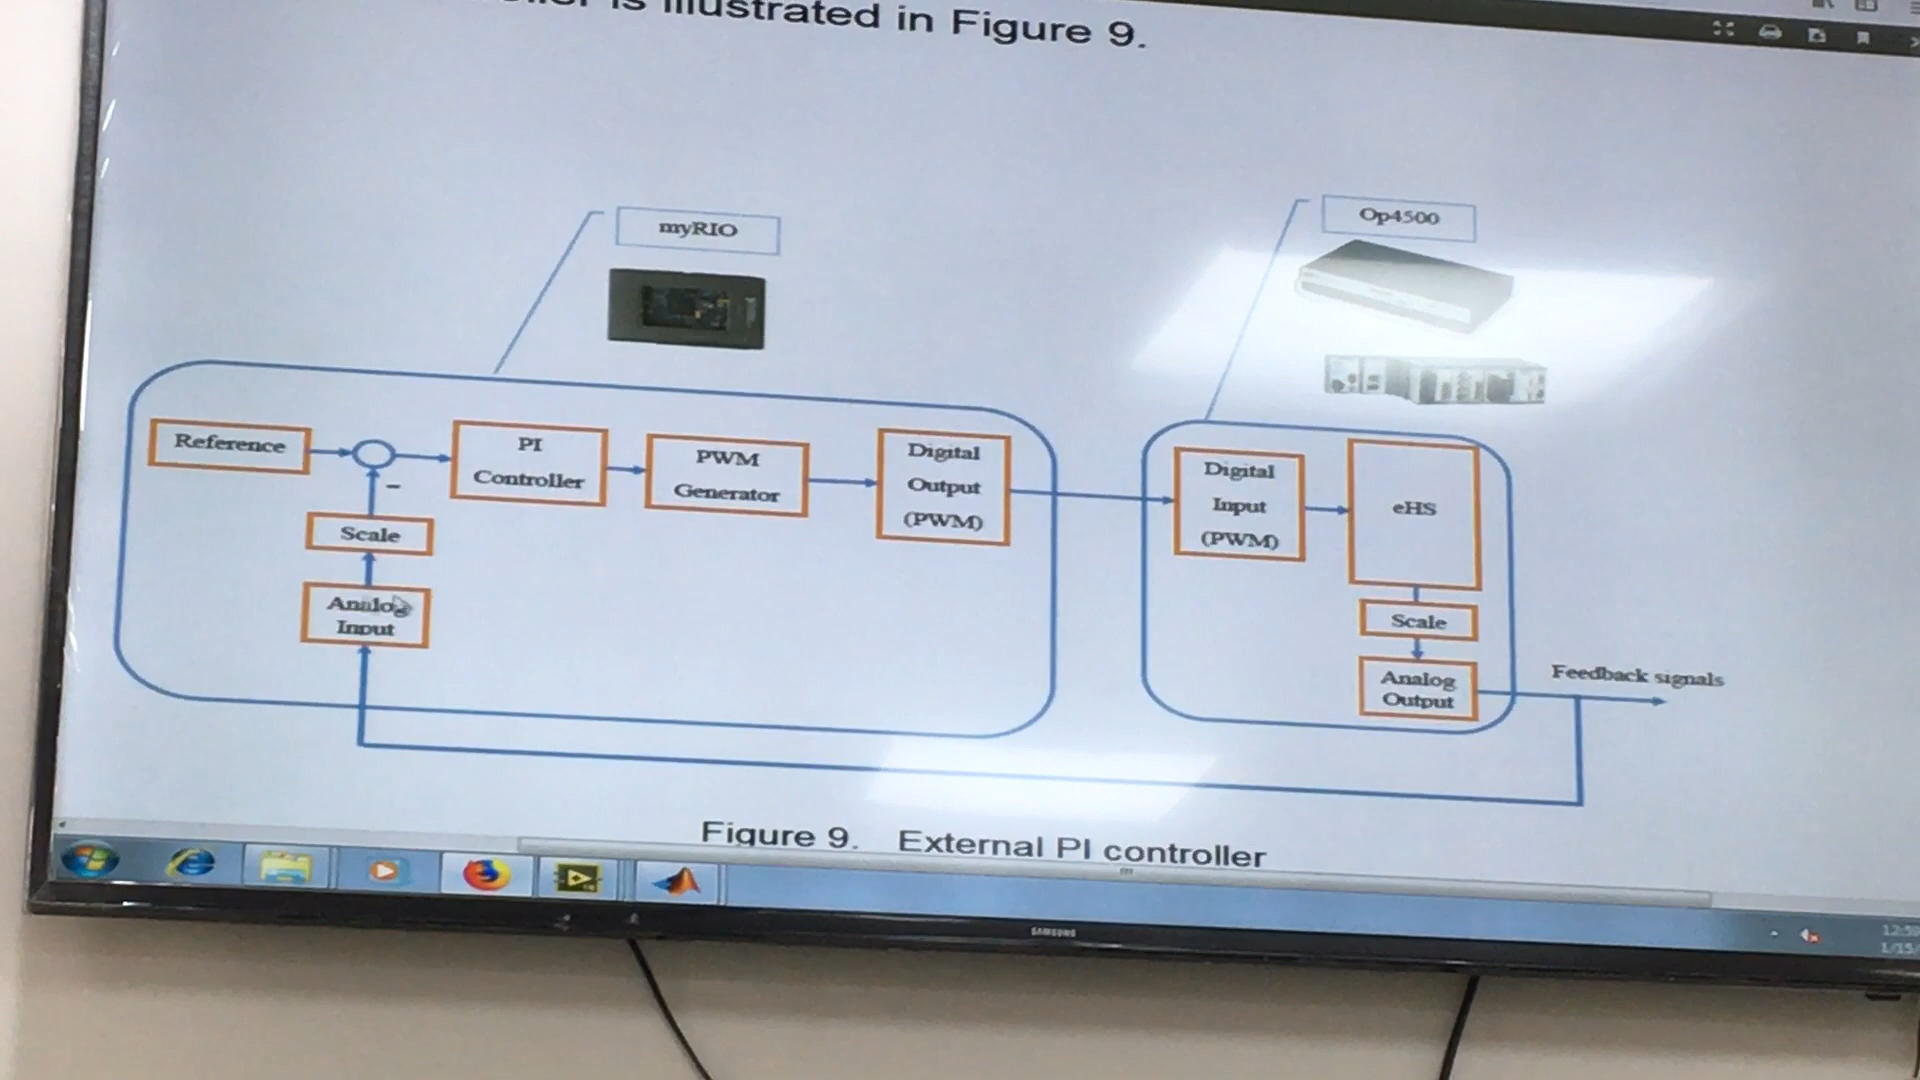 is illustrated in Figure 9.
myRIO
Op4500
Reference
PI
Controller
PWM
Generator
Digital
Output
(PWM)
Digital
Input
(PWM)
eHS
-
Scale
Analog
Input
Scale
Analog
Output
Feedback signals
Figure 9. External PI controller
SAMSUNG